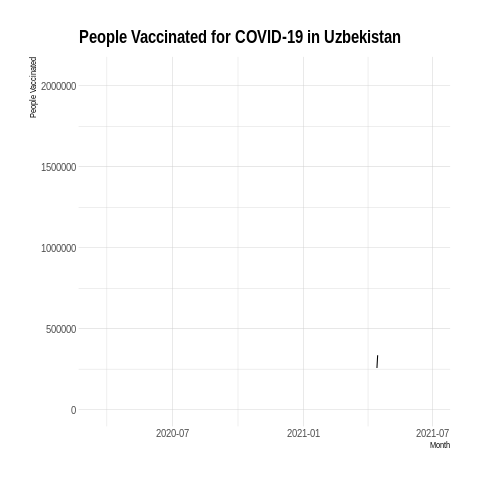 People Vaccinated for COVID-19 in Uzbekistan
People Vaccinated
2000000
1500000
1000000
500000
0
2020-07
2021-01
2021-07
Month